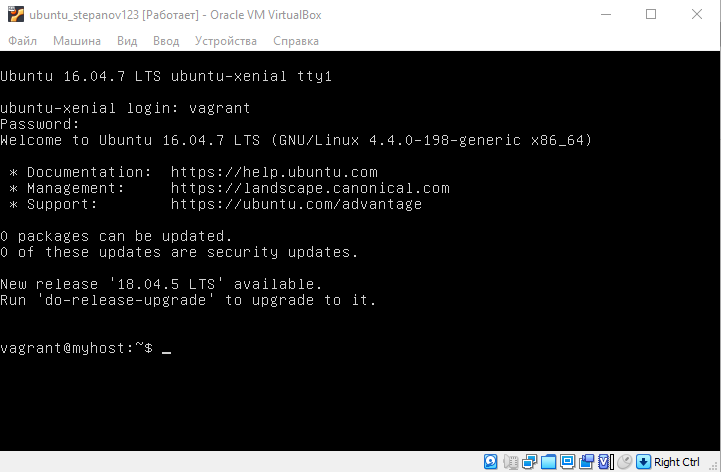 ubuntu_stepanov123 [Работает] - Oracle VM VirtualBox
Файл Машина Вид Ввод Устройства Справка
Ubuntu 16.04.7 LTS ubuntu-xenial tty1
ubuntu-xenial login: vagrant
Password:
Welcome to Ubuntu 16.04.7 LTS (GNU/Linux 4.4.0-198-generic x86_64)
* Documentation: https://help.ubuntu.com
* Management: https://landscape.canonical.com
* Support: https://ubuntu.com/advantage
0 packages can be updated.
0 of these updates are security updates.
New release '18.04.5 LTS' available.
Run 'do-release-upgrade' to upgrade to it.
vagrant@myhost:~$ _
Right Ctrl